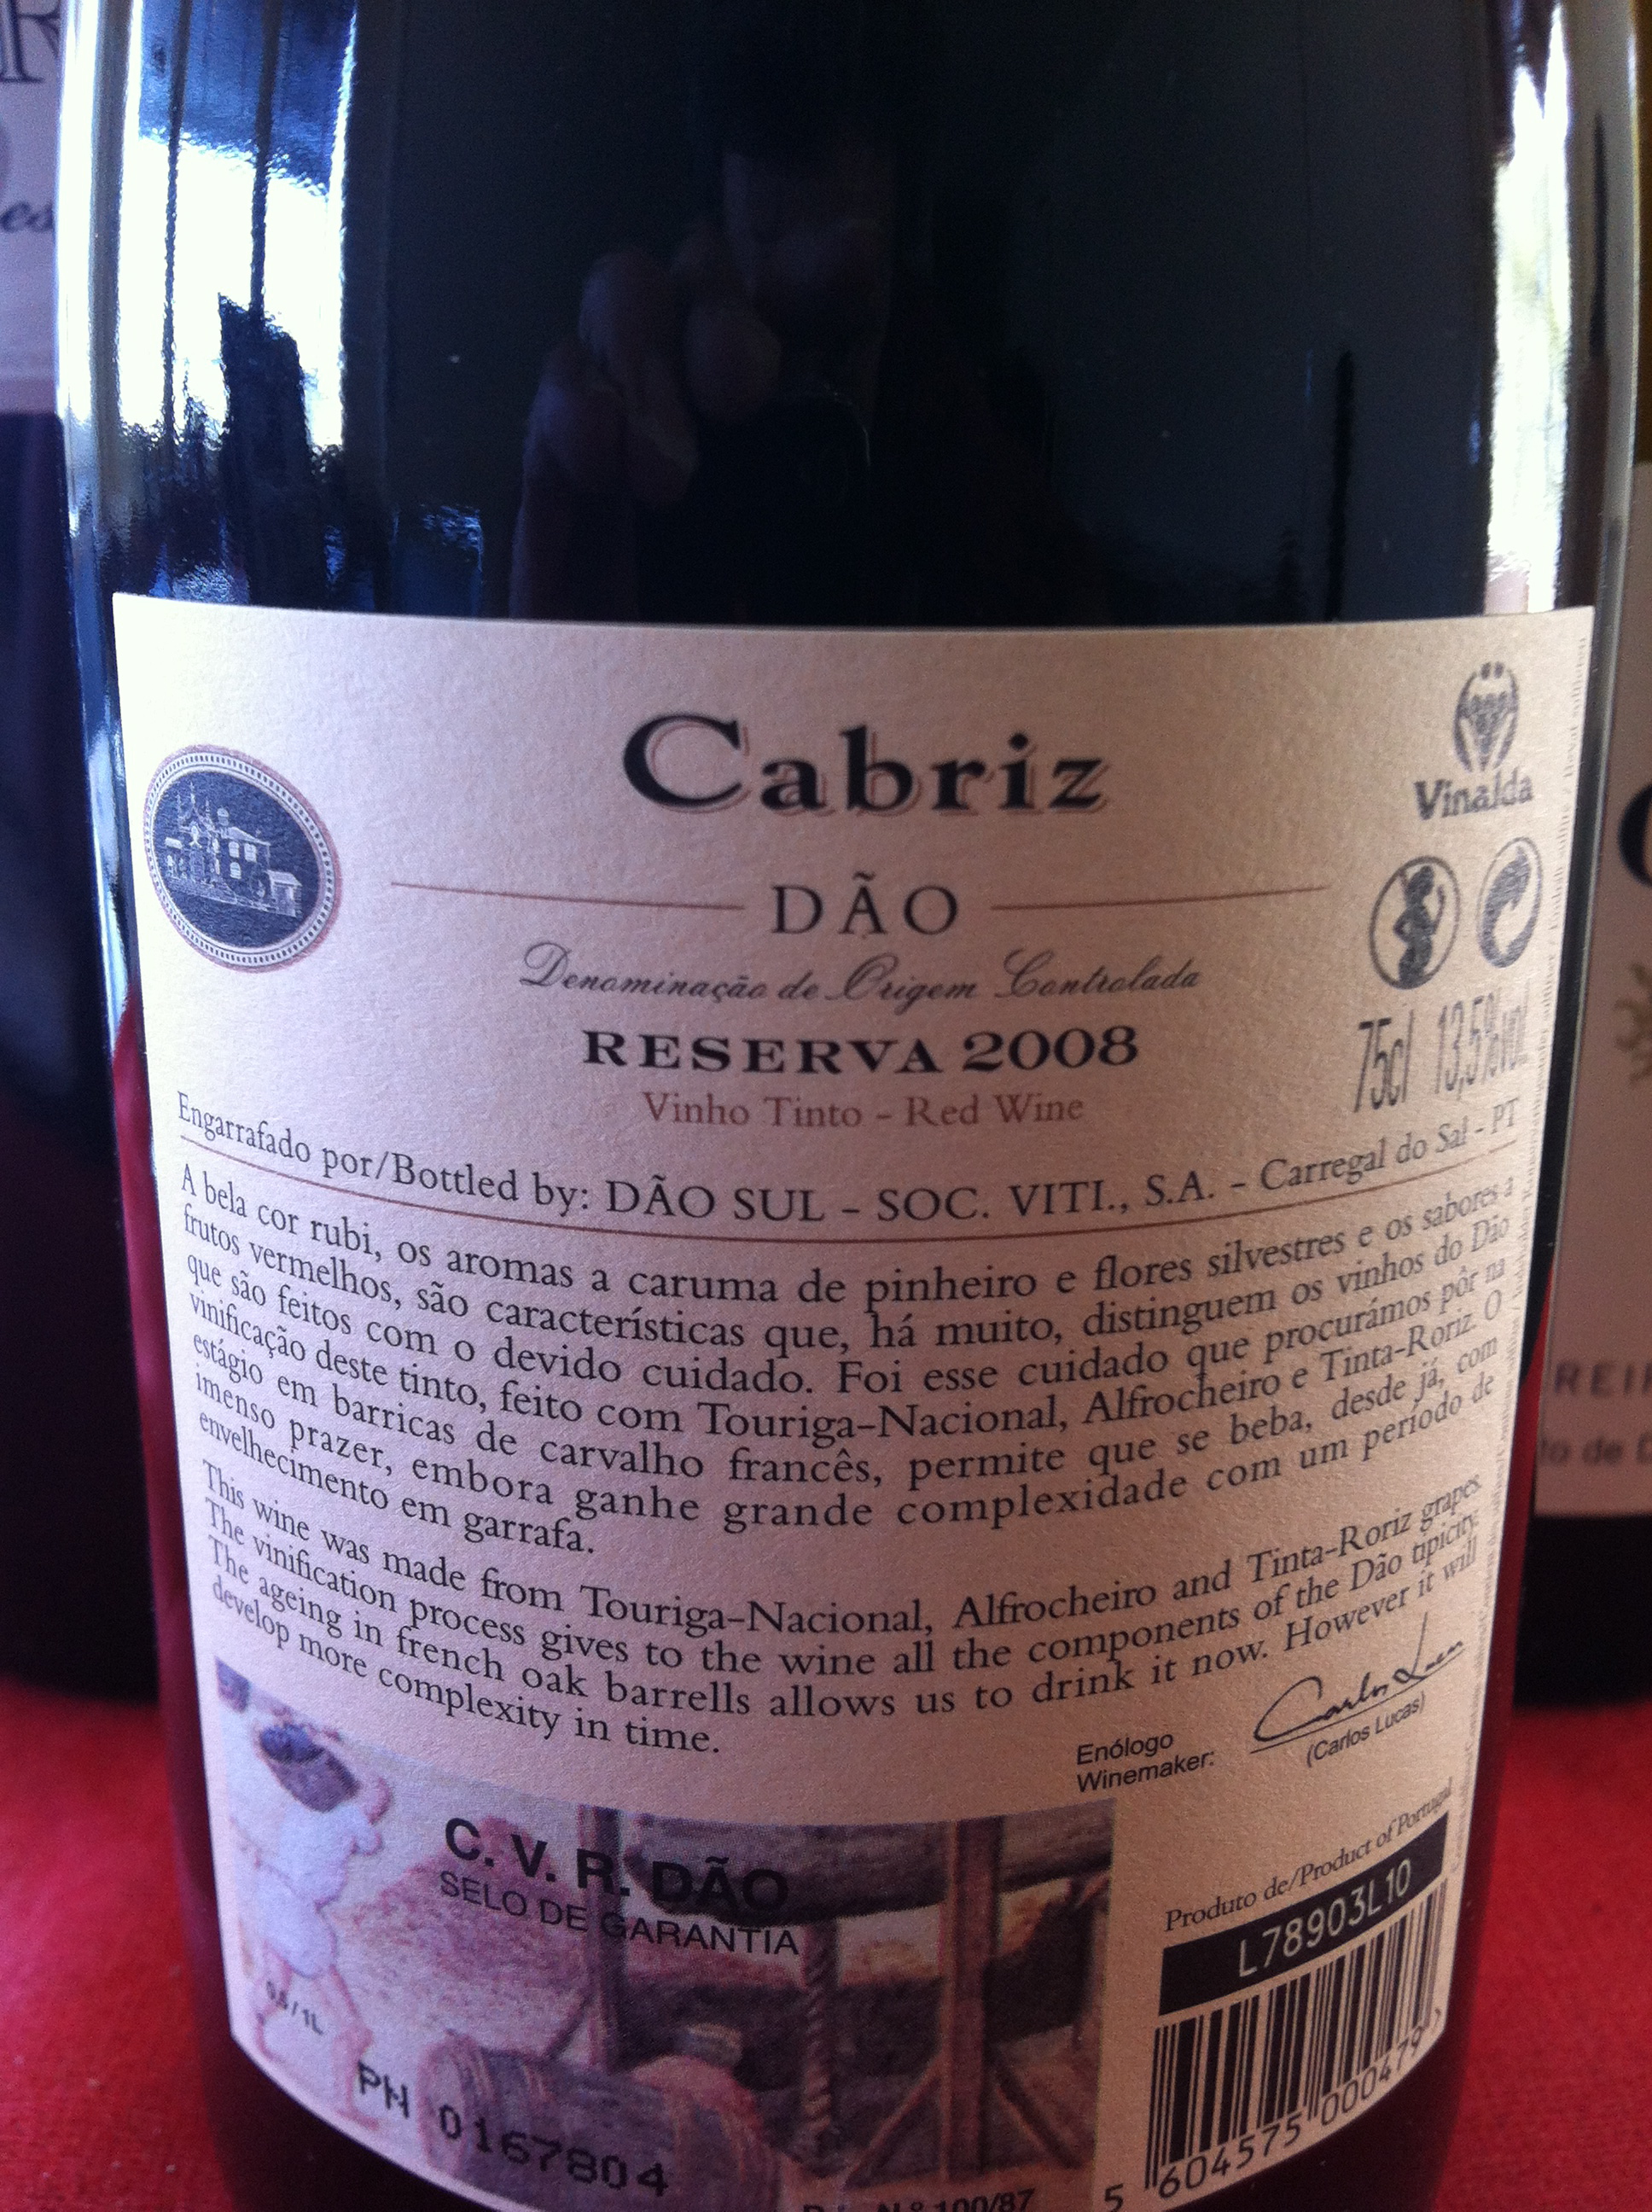 Cabriz
Vinalda
DÃO
Denominação de Origem Controlada
RESERVA 2008
75cl 13,5%vol
Vinho Tinto - Red Wine
Engarrafado por/Bottled by: DÃO SUL - SOC. VITI., S.A. - Carregal do Sal - PT
A bela cor rubi, os aromas a caruma de pinheiro e flores silvestres e os sabores a
frutos vermelhos, são características que, há muito, distinguem os vinhos do Dão
que são feitos com o devido cuidado. Foi esse cuidado que procurámos pôr na
vinificação deste tinto, feito com Touriga-Nacional, Alfrocheiro e Tinta-Roriz. O
estágio em barricas de carvalho francês, permite que se beba, desde já, com
imenso prazer, embora ganhe grande complexidade com um período de
envelhecimento em garrafa.
This wine was made from Touriga-Nacional, Alfrocheiro and Tinta-Roriz grapes.
The vinification process gives to the wine all the components of the Dão tipicity.
The ageing in french oak barrells allows us to drink it now. However it will
develop more complexity in time.
Enólogo
Winemaker:
(Carlos Lucas)
C. V. R. DÃO
SELO DE GARANTIA
PH 0167804
Nº 100/87
Produto de/Product of Portugal
L78903L10
5 604575 000479